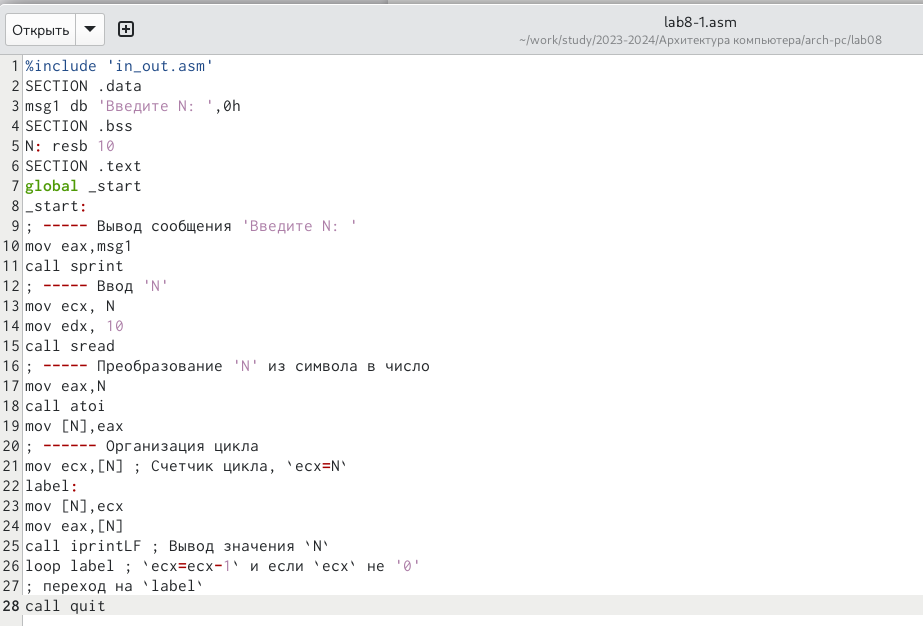 Открыть
lab8-1.asm
~/work/study/2023-2024/Архитектура компьютера/arch-pc/lab08
1 %include 'in_out.asm'
2 SECTION .data
3 msg1 db 'Введите N: ',0h
4 SECTION .bss
5 N: resb 10
6 SECTION .text
7 global _start
8 _start:
9 ; ----- Вывод сообщения 'Введите N: '
10 mov eax,msg1
11 call sprint
12 ; ----- Ввод 'N'
13 mov ecx, N
14 mov edx, 10
15 call sread
16 ; ----- Преобразование 'N' из символа в число
17 mov eax,N
18 call atoi
19 mov [N],eax
20 ; ------ Организация цикла
21 mov ecx,[N] ; Счетчик цикла, `ecx=N`
22 label:
23 mov [N],ecx
24 mov eax,[N]
25 call iprintLF ; Вывод значения `N`
26 loop label ; `ecx=ecx-1` и если `ecx` не '0'
27 ; переход на `label`
28 call quit